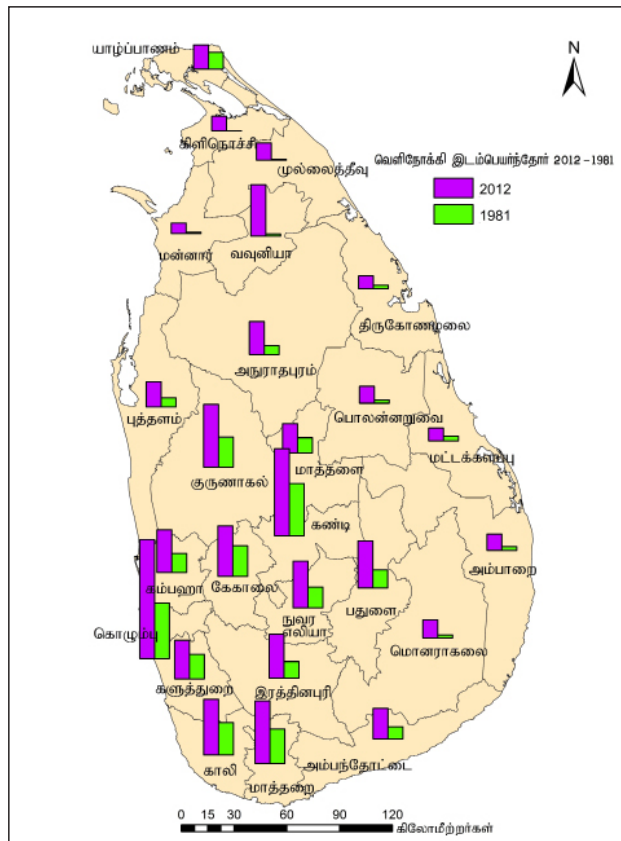 யாழ்ப்பாணம்
N
கிளிநொச்சி
வெளிநோக்கி இடம்பெயர்ந்தோர் 2012 -1981
முல்லைத்தீவு
2012
1981
மன்னார்
வவுனியா
திருகோணமலை
அநுராதபுரம்
புத்தளம்
பொலன்னறுவை
மட்டக்களப்பு
குருணாகல்
மாத்தளை
கண்டி
அம்பாறை
கம்பஹா
கேகாலை
பதுளை
நுவர
எலியா
கொழும்பு
மொனராகலை
களுத்துறை
இரத்தினபுரி
காலி
மாத்தறை
அம்பந்தோட்டை
0 15 30 60 90 120
கிலோமீற்றர்கள்